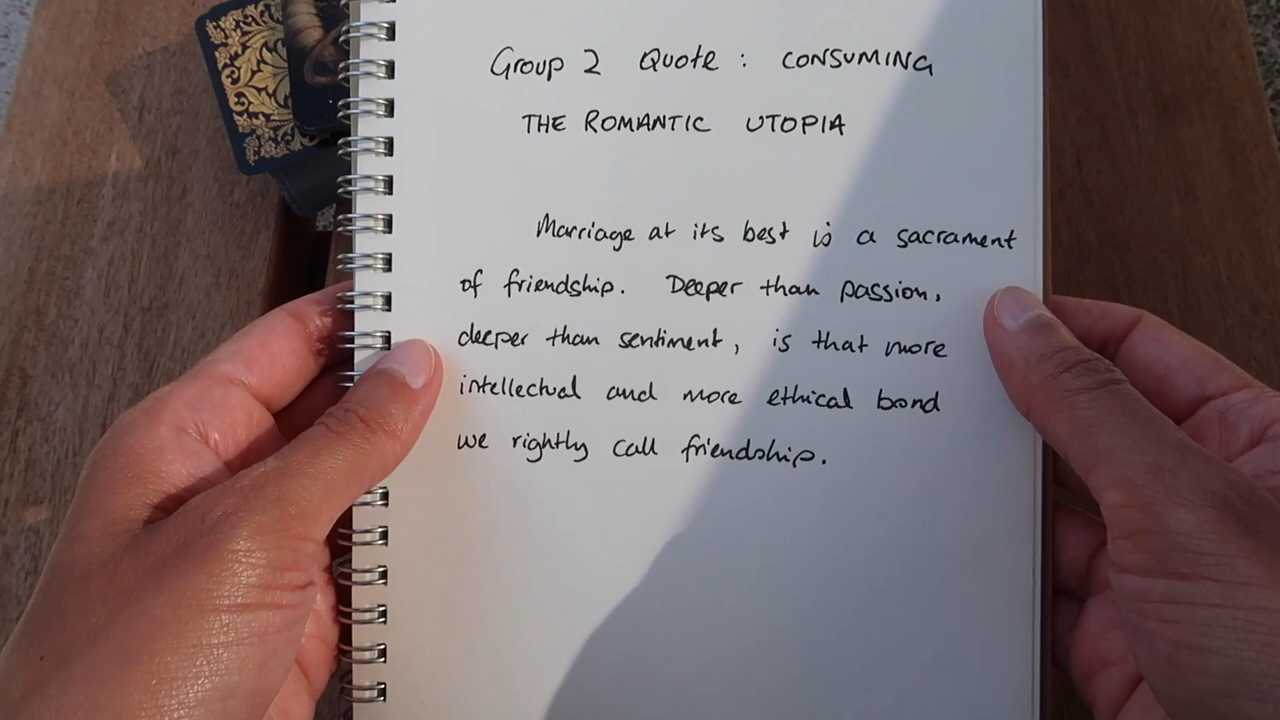 Group 2 Quote : CONSUMING
THE ROMANTIC UTOPIA
Marriage at its best is a sacrament
of friendship. Deeper than passion,
deeper than sentiment, is that more
intellectual and more ethical bond
we rightly call friendship.